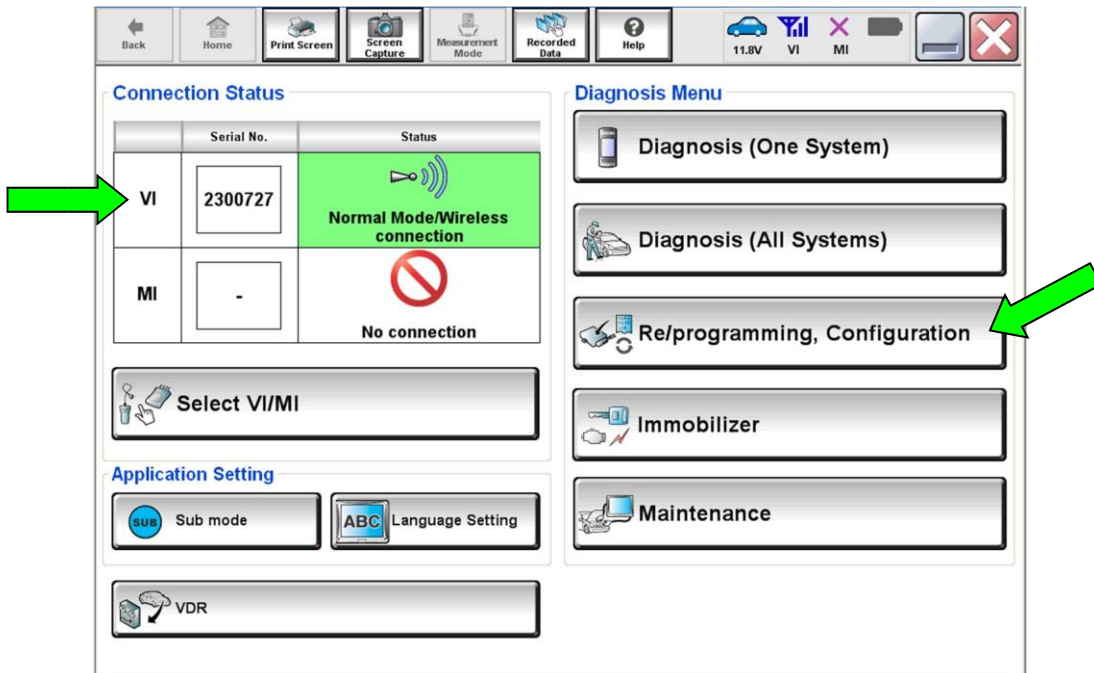 Back
Home
Print Screen
Screen
Capture
Measurement
Mode
Recorded
Data
Help
11.8V
VI
MI
Connection Status
Serial No.
Status
VI
2300727
Normal Mode/Wireless
connection
MI
-
No connection
Select VI/MI
Application Setting
SUB
Sub mode
ABC
Language Setting
VDR
Diagnosis Menu
Diagnosis (One System)
Diagnosis (All Systems)
Re/programming, Configuration
Immobilizer
Maintenance